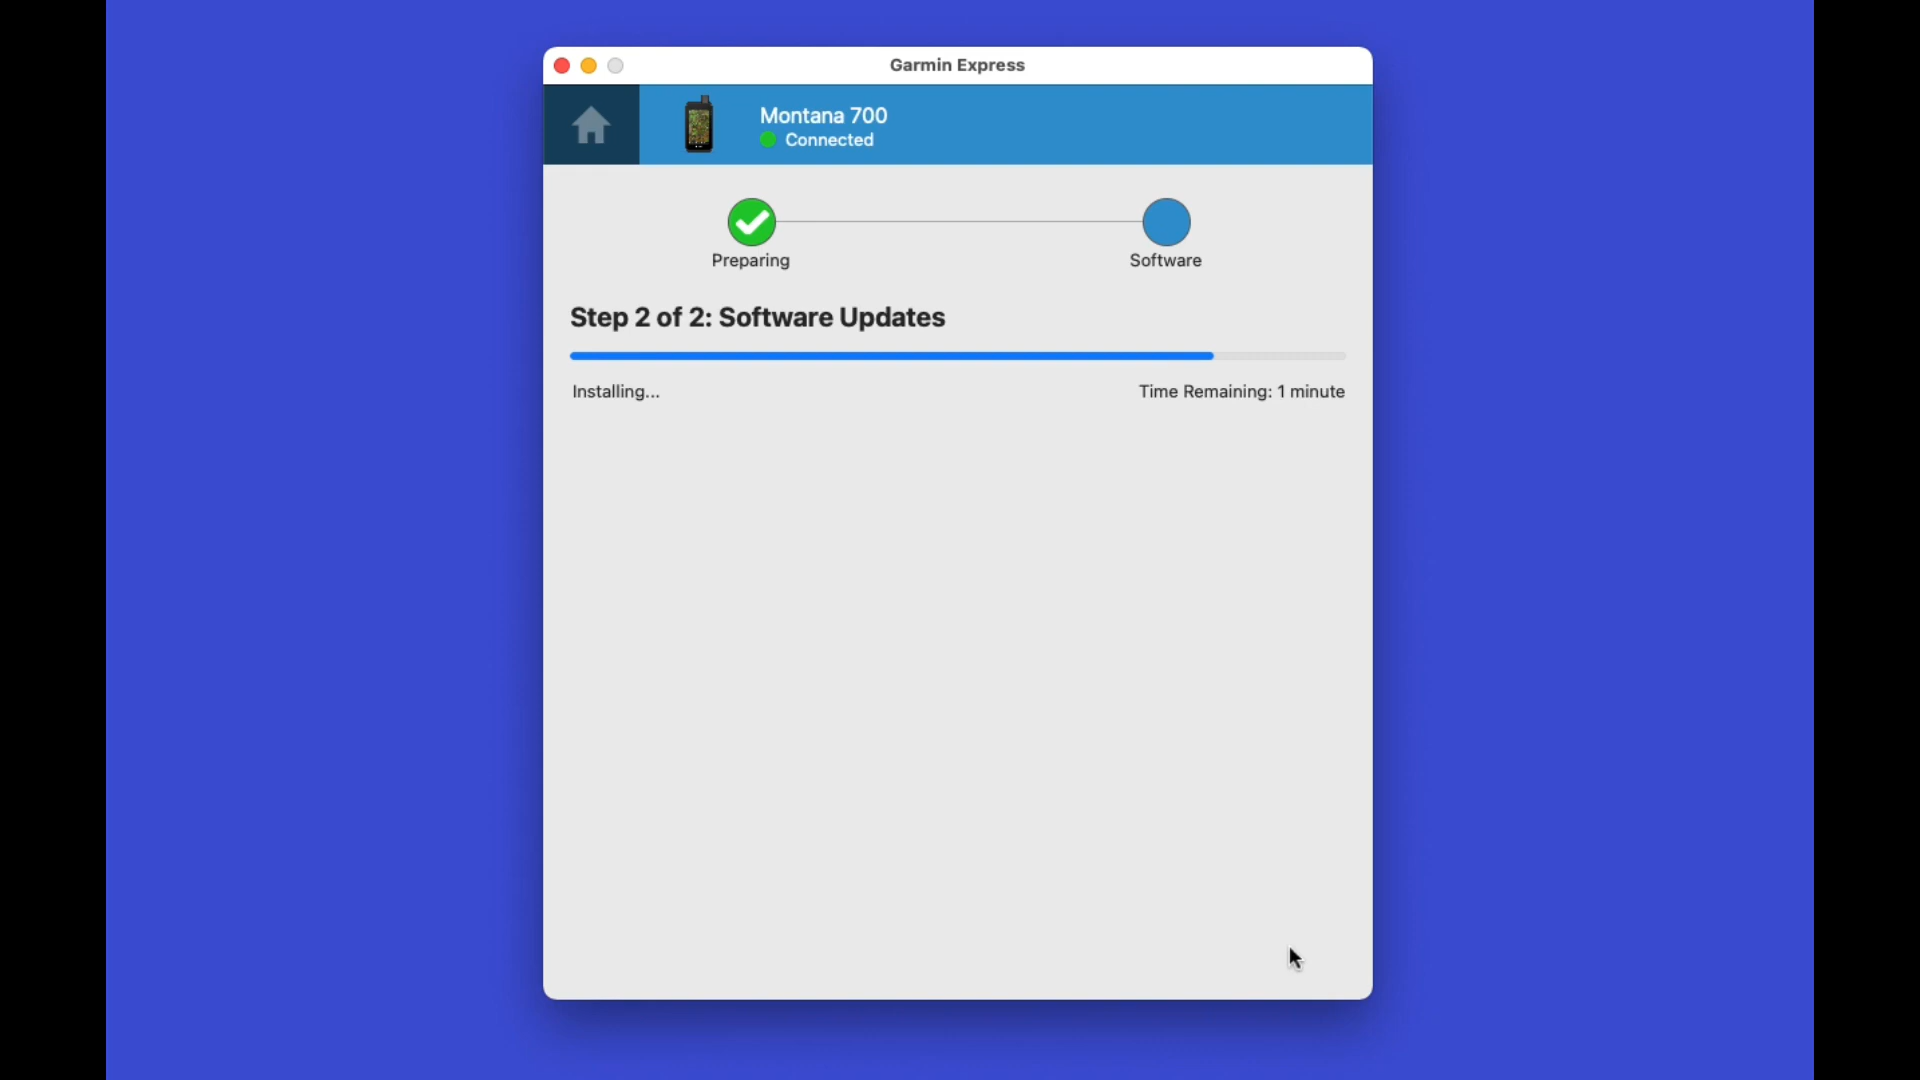 Garmin Express
Montana 700
Connected
Preparing
Software
Step 2 of 2: Software Updates
Installing...
Time Remaining: 1 minute